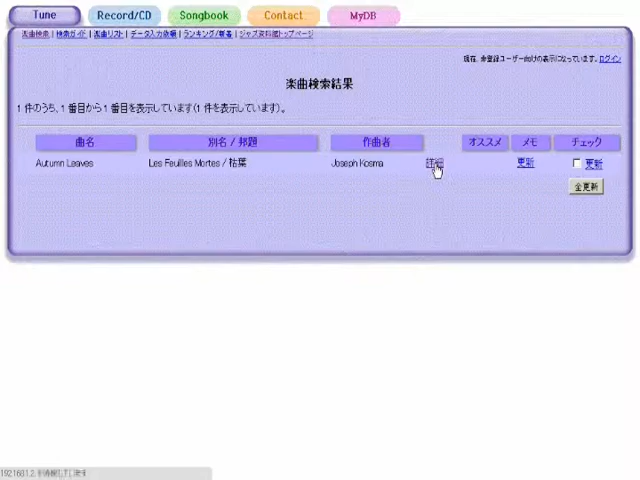 Tune Record/CD Songbook Contact MyDB
楽曲検索 | 検索ガイド | 楽曲リスト | データ入力依頼 | ランキング/新着 | ジャズ資料館トップページ
現在、未登録ユーザー向けの表示になっています。ログイン
楽曲検索結果
1 件のうち、1 番目から 1 番目を表示しています(1 件を表示しています)。
曲名 別名 / 邦題 作曲者 オススメ メモ チェック
Autumn Leaves Les Feuilles Mortes / 枯葉 Joseph Kosma 詳細 更新 更新
全更新